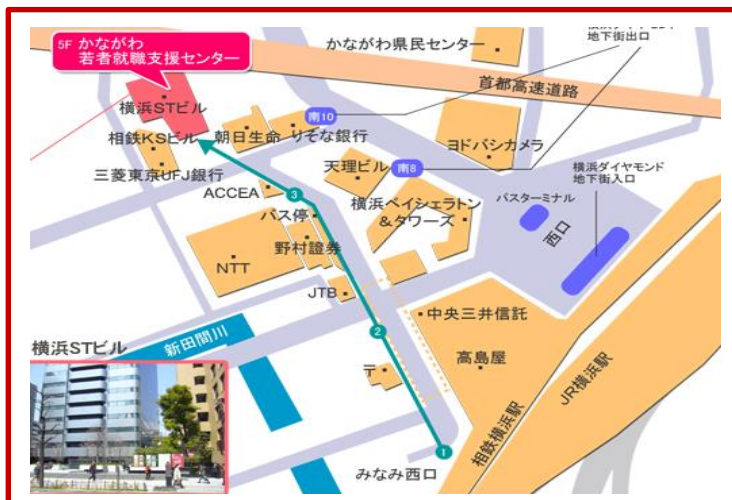 5F かながわ
若者就職支援センター
かながわ県民センター
地下街出口
首都高速道路
横浜STビル
南10
相鉄KSビル
朝日生命
りそな銀行
ヨドバシカメラ
三菱東京UFJ銀行
天理ビル
南8
横浜ダイヤモンド
地下街入口
ACCEA
3
バスターミナル
バス停
横浜ベイシェラトン
&タワーズ
西口
野村證券
NTT
JTB
中央三井信託
2
新田間川
横浜STビル
高島屋
〒
JR横浜駅
相鉄横浜駅
1
みなみ西口